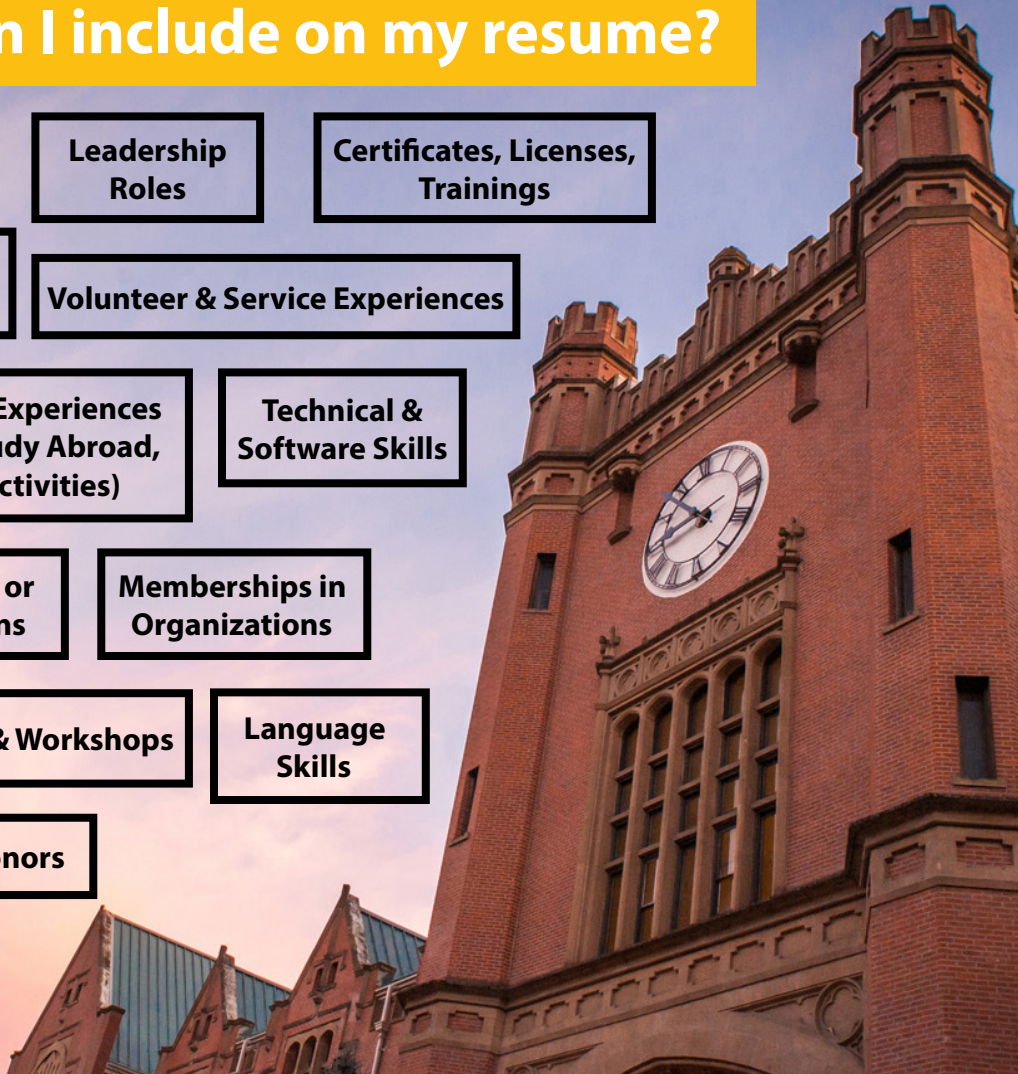 n I include on my resume?
Leadership
Roles
Certificates, Licenses,
Trainings
Volunteer & Service Experiences
Experiences
udy Abroad,
ctivities)
Technical &
Software Skills
or
ns
Memberships in
Organizations
& Workshops
Language
Skills
onors